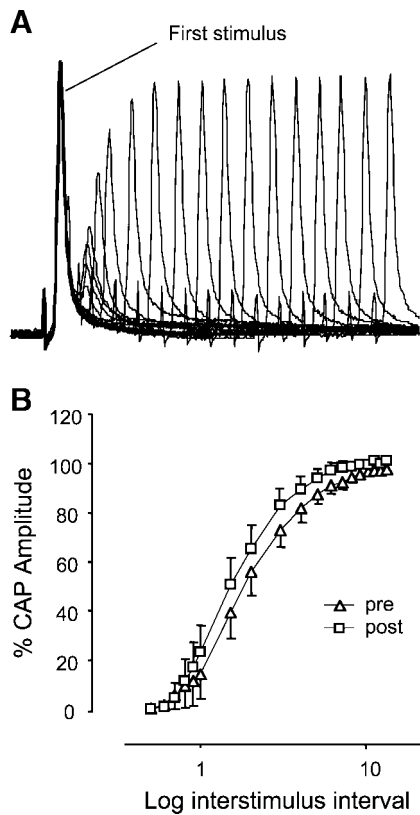 A
First stimulus
B
% CAP Amplitude
120
100
80
60
40
20
0
pre
post
1
10
Log interstimulus interval